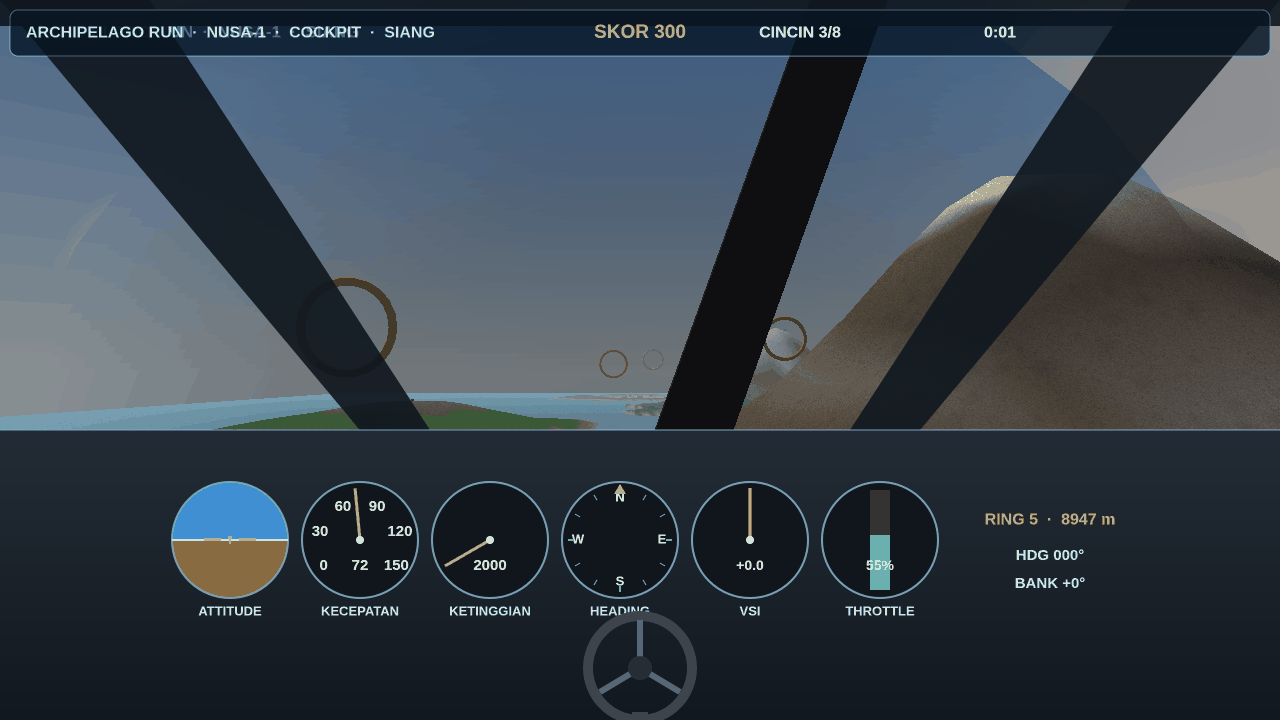 ARCHIPELAGO RUN · NUSA-1 · COCKPIT · SIANG
SKOR 300
CINCIN 3/8
0:01
60 90
30 120
0 72 150
2000
N
W E
S
+0.0
55%
RING 5 · 8947 m
HDG 000°
BANK +0°
ATTITUDE
KECEPATAN
KETINGGIAN
HEADING
VSI
THROTTLE